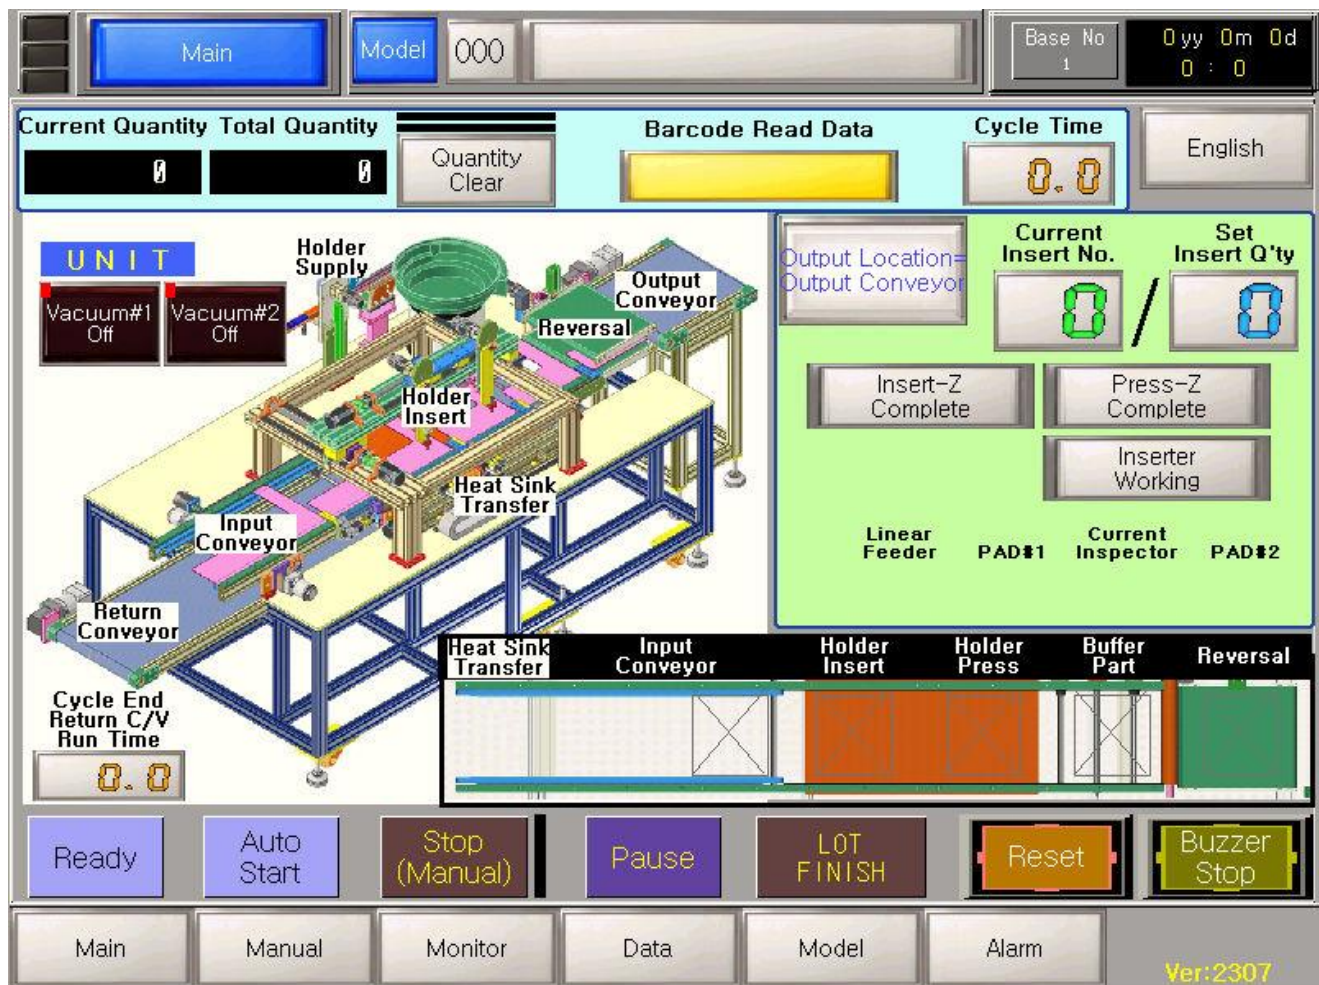 Main
Model
000
Base No
1
0yy 0m 0d
0 : 0
Current Quantity
0
Total Quantity
0
Quantity
Clear
Barcode Read Data
Cycle Time
0.0
English
UNIT
Vacuum#1
Off
Vacuum#2
Off
Holder
Supply
Output
Conveyor
Reversal
Holder
Insert
Heat Sink
Transfer
Input
Conveyor
Return
Conveyor
Cycle End
Return C/V
Run Time
0.0
Output Location=
Output Conveyor
Current
Insert No.
0
/
Set
Insert Q'ty
0
Insert-Z
Complete
Press-Z
Complete
Inserter
Working
Linear
Feeder
PAD#1
Current
Inspector
PAD#2
Heat Sink
Transfer
Input
Conveyor
Holder
Insert
Holder
Press
Buffer
Part
Reversal
Ready
Auto
Start
Stop
(Manual)
Pause
LOT
FINISH
Reset
Buzzer
Stop
Main
Manual
Monitor
Data
Model
Alarm
Ver:2307